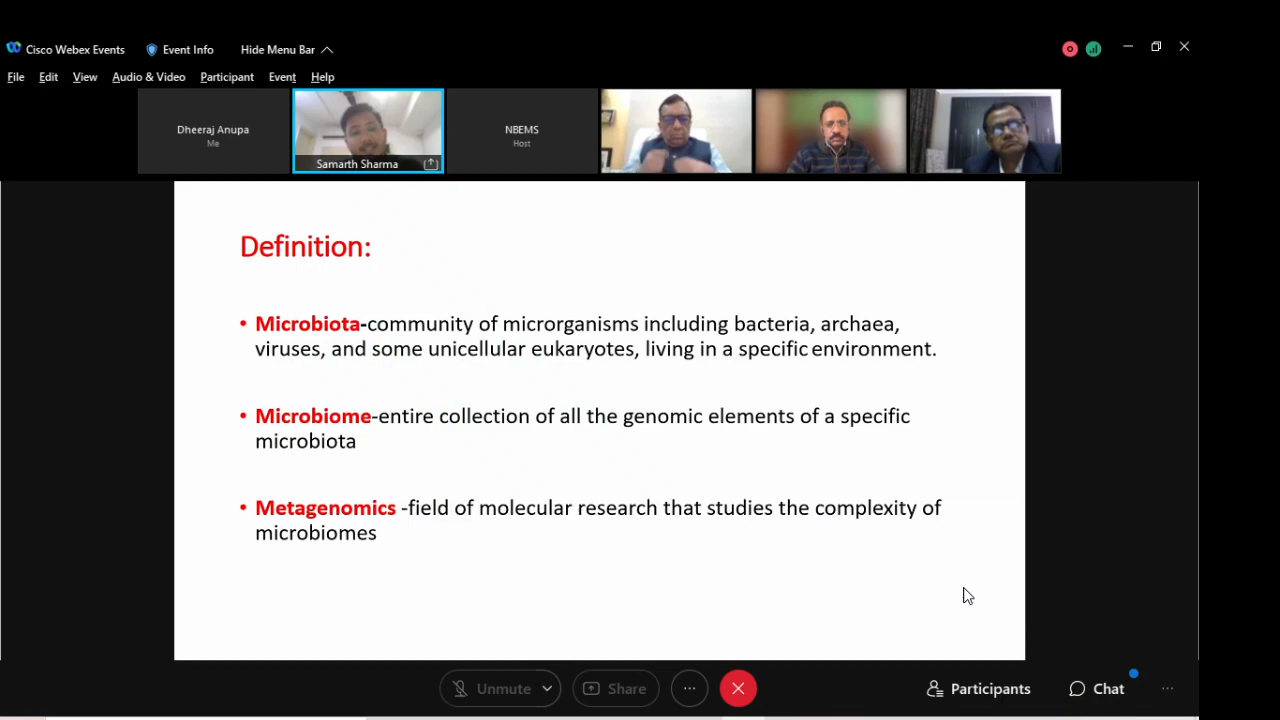 Cisco Webex Events Event Info Hide Menu Bar
File Edit View Audio & Video Participant Event Help
Dheeraj Anupa
Me
Samarth Sharma
NBEMS
Host
Definition:
• Microbiota-community of microrganisms including bacteria, archaea,
viruses, and some unicellular eukaryotes, living in a specific environment.
• Microbiome-entire collection of all the genomic elements of a specific
microbiota
• Metagenomics -field of molecular research that studies the complexity of
microbiomes
Unmute Share Participants Chat